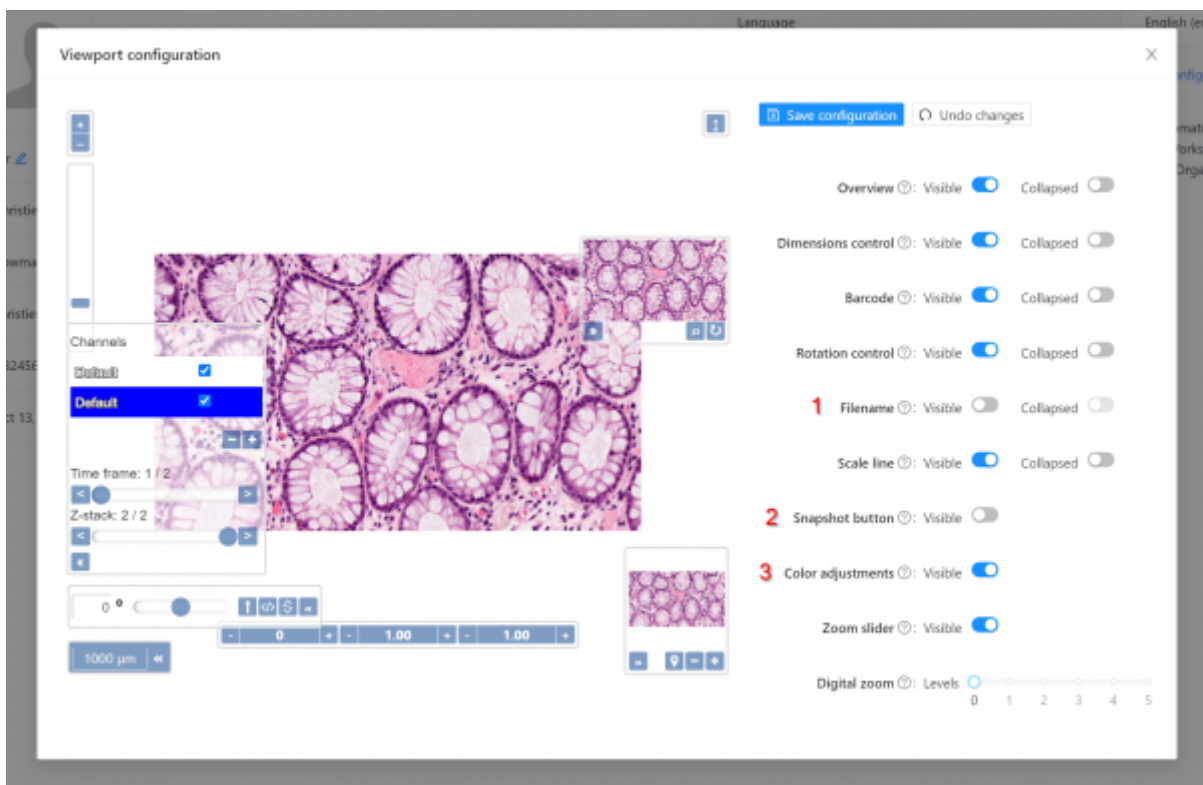 Language
English (e
Viewport configuration
Save configuration
Undo changes
Overview ?: Visible Collapsed
Dimensions control ?: Visible Collapsed
Barcode ?: Visible Collapsed
Rotation control ?: Visible Collapsed
1 Filename ?: Visible Collapsed
Scale line ?: Visible Collapsed
2 Snapshot button ?: Visible
3 Color adjustments ?: Visible
Zoom slider ?: Visible
Digital zoom ?: Levels
0 1 2 3 4 5
Channels
Default
Default
- +
Time frame: 1 / 2
< >
Z-stack: 2 / 2
< >
«
0 °
- 0 + - 1.00 + - 1.00 +
1000 µm «